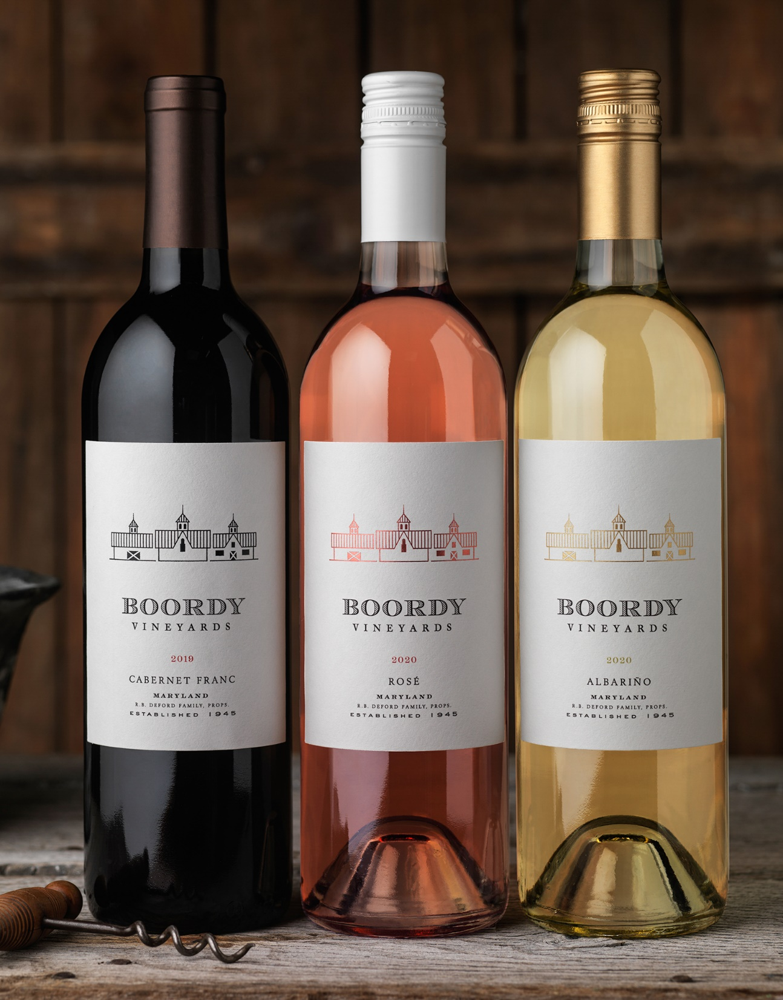 BOORDY
VINEYARDS
2019
CABERNET FRANC
MARYLAND
R.B. DEFORD FAMILY, PROPS.
ESTABLISHED 1945
BOORDY
VINEYARDS
2020
ROSÉ
MARYLAND
R.B. DEFORD FAMILY, PROPS.
ESTABLISHED 1945
BOORDY
VINEYARDS
2020
ALBARIÑO
MARYLAND
R.B. DEFORD FAMILY, PROPS.
ESTABLISHED 1945